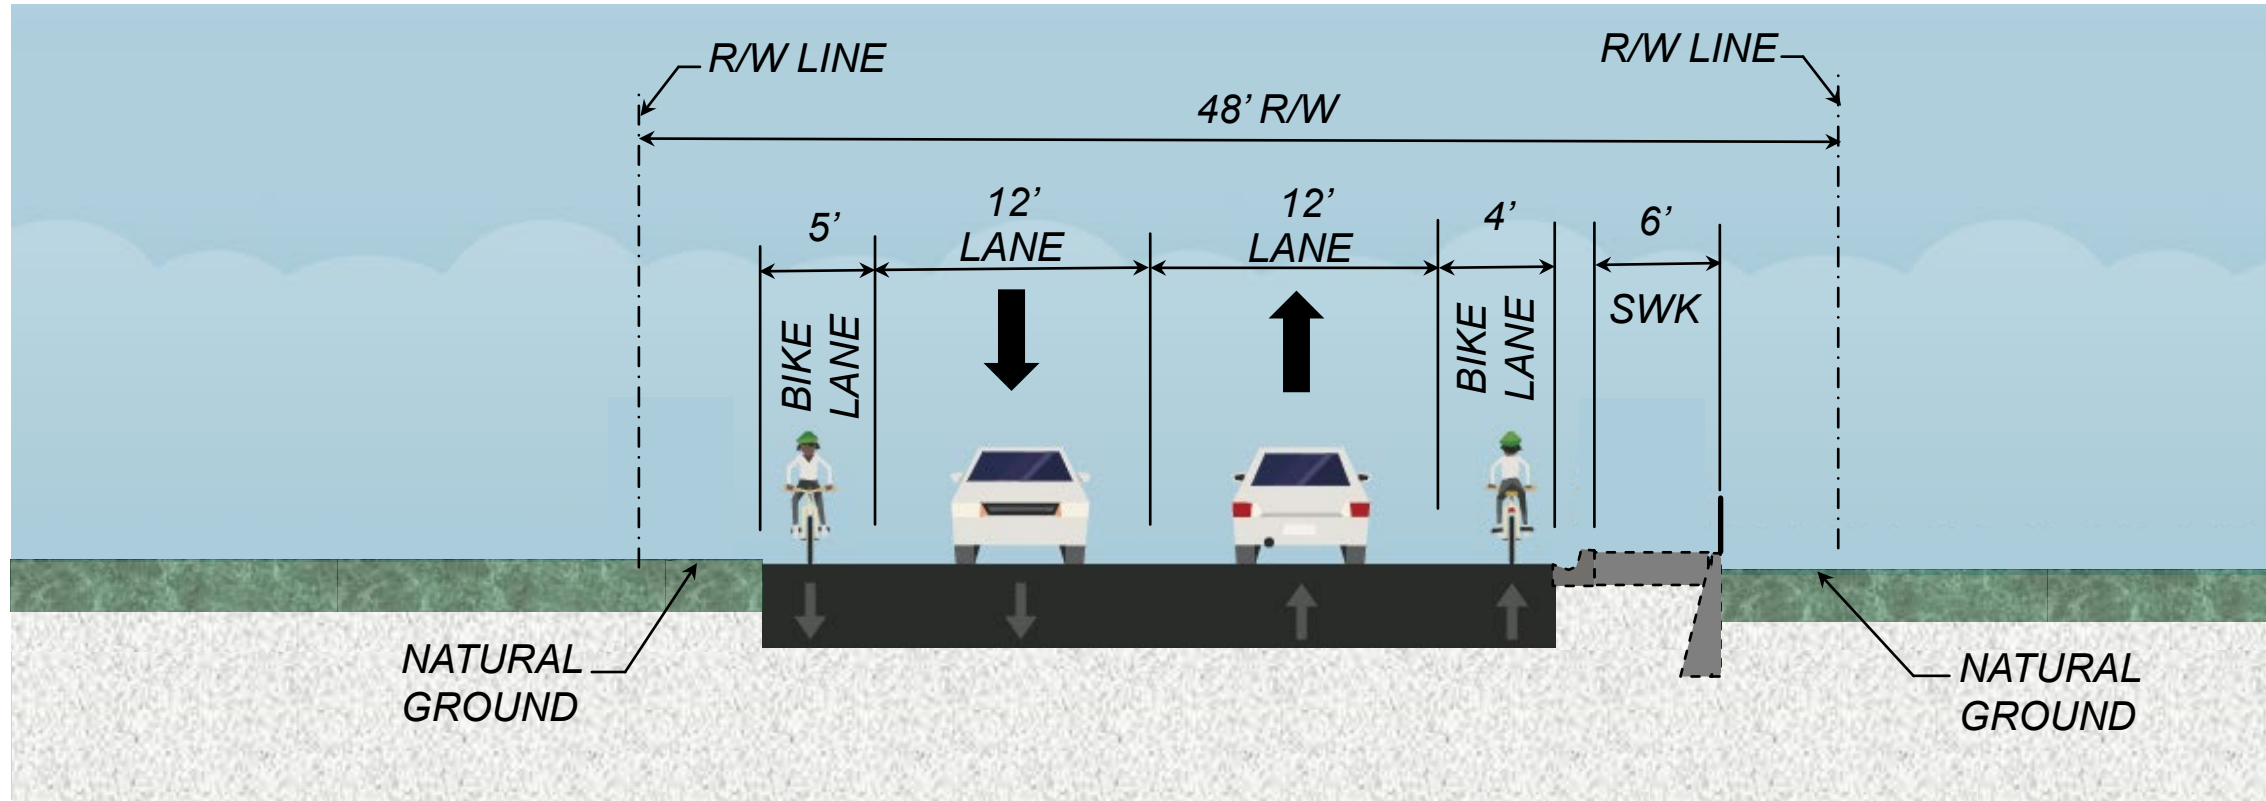 R/W LINE
R/W LINE
48’ R/W
5’
12’
LANE
12’
LANE
4’
6’
BIKE
LANE
BIKE
LANE
SWK
NATURAL
GROUND
NATURAL
GROUND